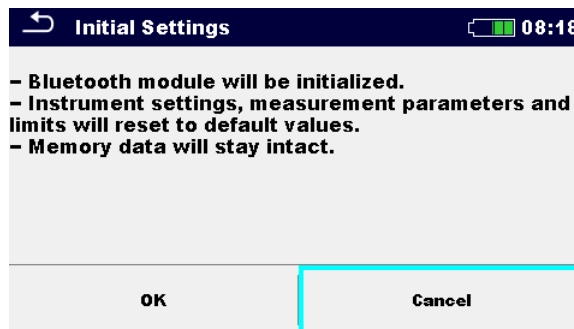 Initial Settings
08:18
– Bluetooth module will be initialized.
– Instrument settings, measurement parameters and
limits will reset to default values.
– Memory data will stay intact.
OK
Cancel